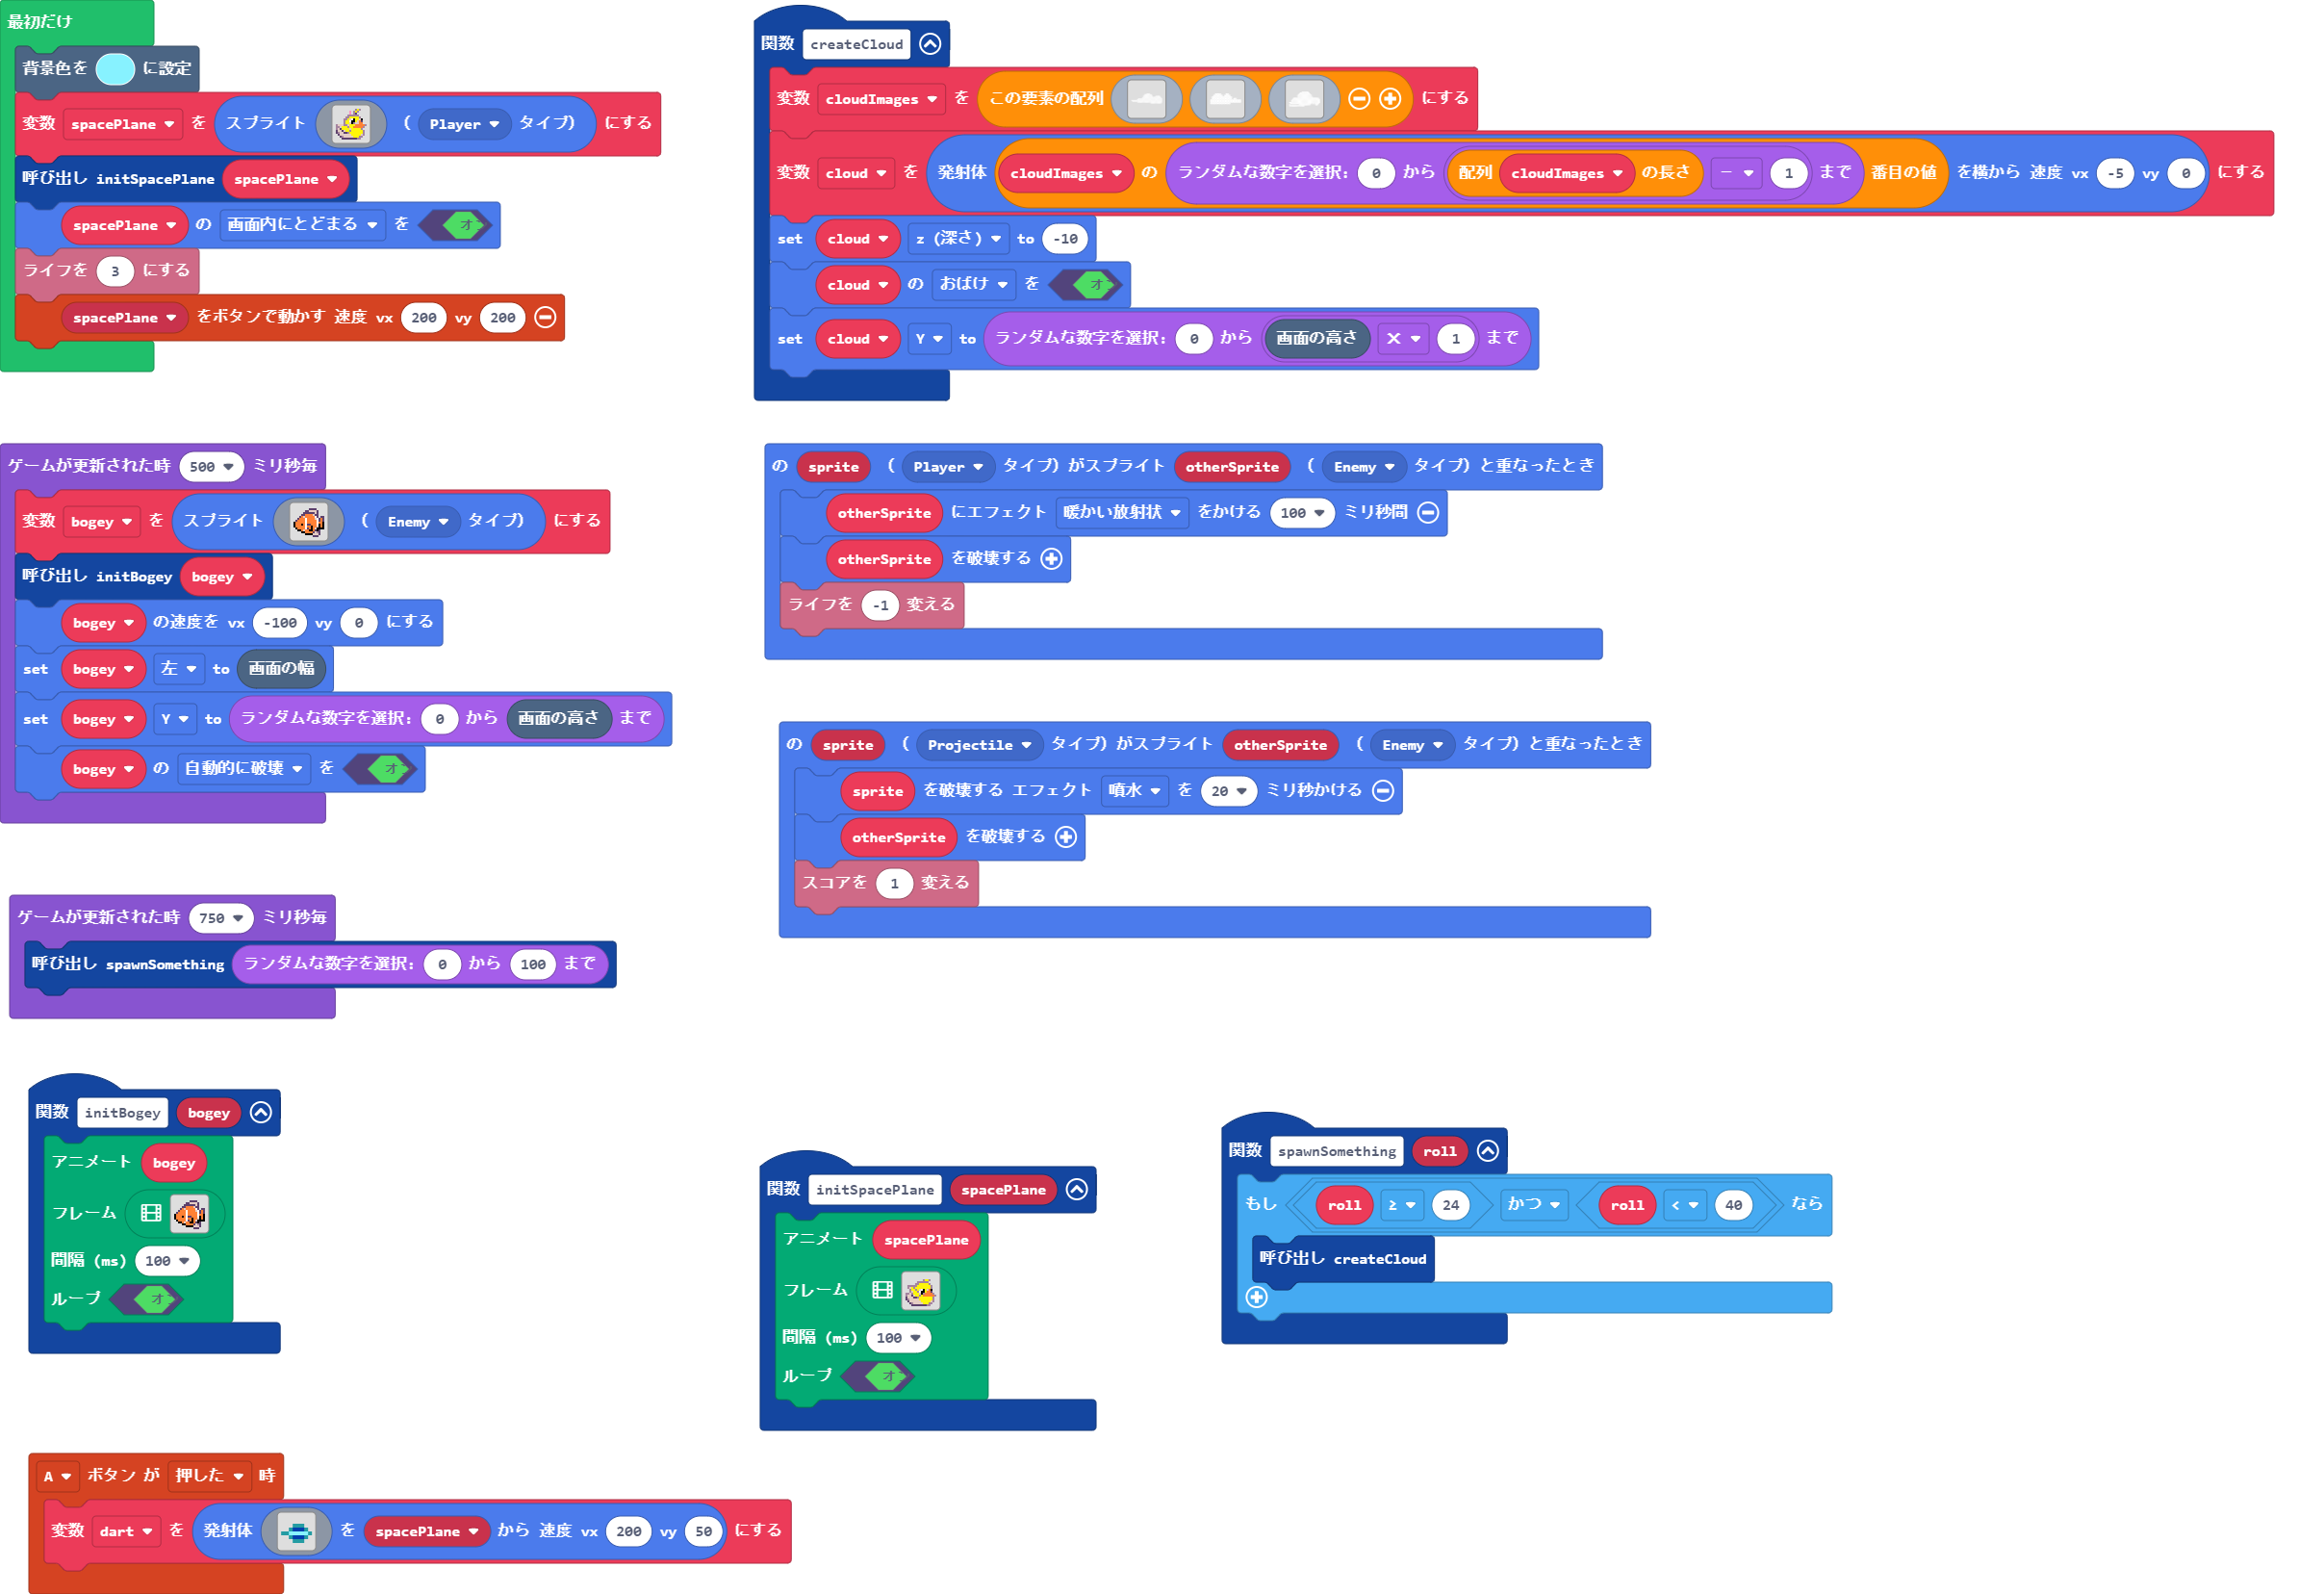 最初だけ
背景色を に設定
変数 spacePlane を スプライト ( Player タイプ) にする
呼び出し initSpacePlane spacePlane
spacePlane の 画面内にとどまる を オ
ライフを 3 にする
spacePlane をボタンで動かす 速度 vx 200 vy 200
関数 createCloud
変数 cloudImages を この要素の配列 にする
変数 cloud を 発射体 cloudImages の ランダムな数字を選択: 0 から 配列 cloudImages の長さ - 1 まで 番目の値 を横から 速度 vx -5 vy 0 にする
set cloud z (深さ) to -10
cloud の おばけ を オ
set cloud Y to ランダムな数字を選択: 0 から 画面の高さ × 1 まで
ゲームが更新された時 500 ミリ秒毎
変数 bogey を スプライト ( Enemy タイプ) にする
呼び出し initBogey bogey
bogey の速度を vx -100 vy 0 にする
set bogey 左 to 画面の幅
set bogey Y to ランダムな数字を選択: 0 から 画面の高さ まで
bogey の 自動的に破壊 を オ
の sprite ( Player タイプ) がスプライト otherSprite ( Enemy タイプ) と重なったとき
otherSprite にエフェクト 暖かい放射状 をかける 100 ミリ秒間
otherSprite を破壊する
ライフを -1 変える
の sprite ( Projectile タイプ) がスプライト otherSprite ( Enemy タイプ) と重なったとき
sprite を破壊する エフェクト 噴水 を 20 ミリ秒かける
otherSprite を破壊する
スコアを 1 変える
ゲームが更新された時 750 ミリ秒毎
呼び出し spawnSomething ランダムな数字を選択: 0 から 100 まで
関数 initBogey bogey
アニメート bogey
フレーム
間隔 (ms) 100
ループ オ
関数 initSpacePlane spacePlane
アニメート spacePlane
フレーム
間隔 (ms) 100
ループ オ
関数 spawnSomething roll
もし roll ≥ 24 かつ roll < 40 なら
呼び出し createCloud
A ボタン が 押した 時
変数 dart を 発射体 を spacePlane から 速度 vx 200 vy 50 にする